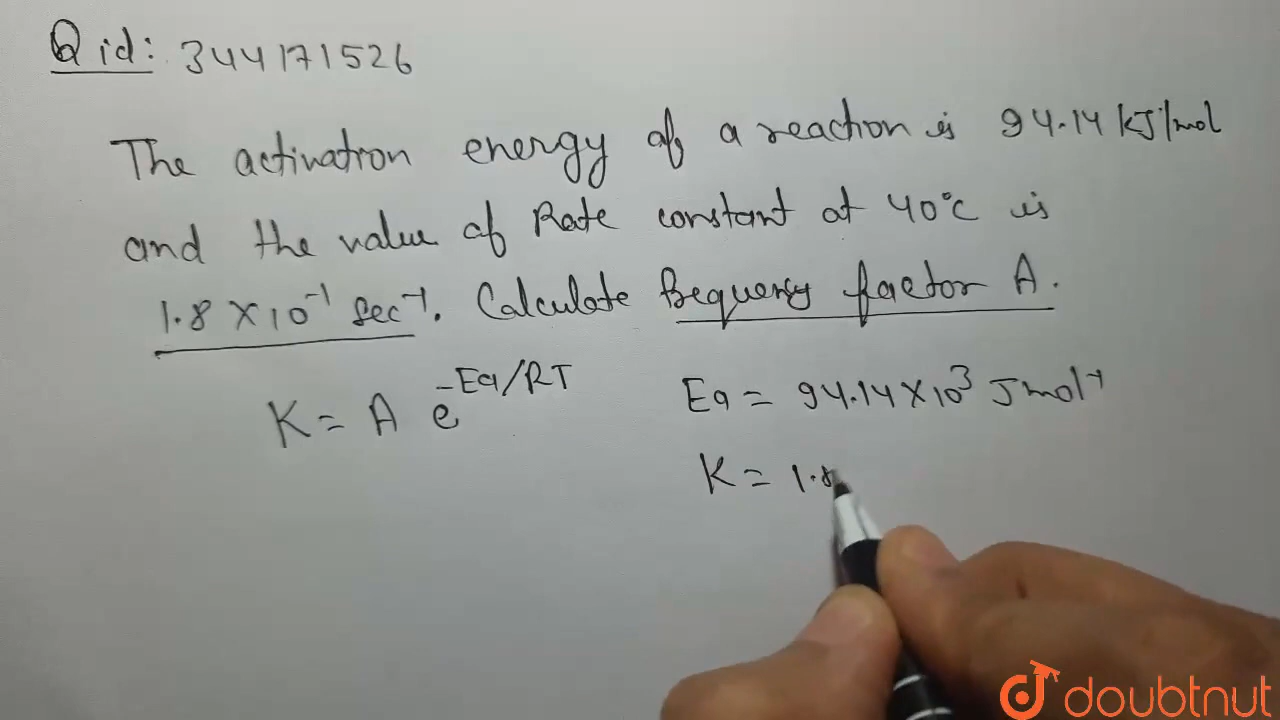 Q id: 344171526
The activation energy of a reaction is 94.14 kJ/mol
and the value of Rate constant at 40°C is
1.8 × 10⁻¹ sec⁻¹. Calculate frequency factor A.
K = A e^-Ea/RT
Ea = 94.14 × 10³ J mol⁻¹
K = 1.8
doubtnut